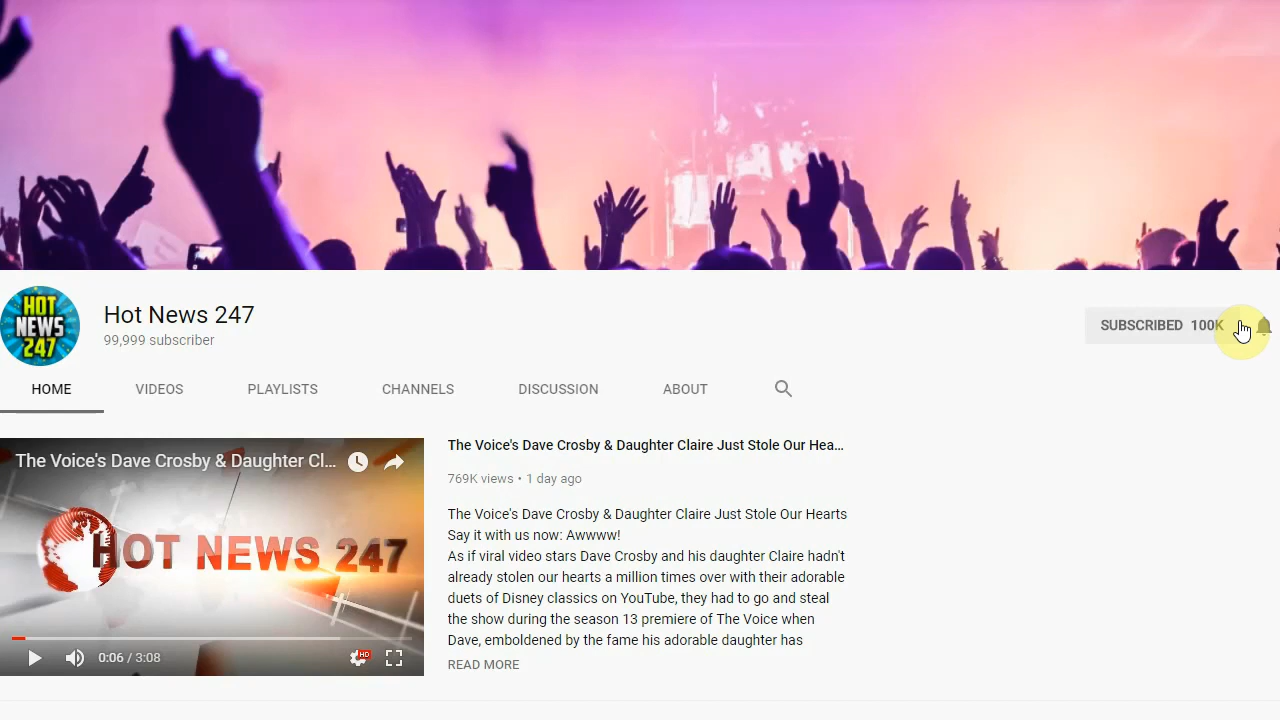 HOT
NEWS
247
Hot News 247
99,999 subscriber
SUBSCRIBED 100K
HOME
VIDEOS
PLAYLISTS
CHANNELS
DISCUSSION
ABOUT
The Voice's Dave Crosby & Daughter Cl...
HOT NEWS 247
0:06 / 3:08
HD
The Voice's Dave Crosby & Daughter Claire Just Stole Our Hea...
769K views • 1 day ago
The Voice's Dave Crosby & Daughter Claire Just Stole Our Hearts
Say it with us now: Awwww!
As if viral video stars Dave Crosby and his daughter Claire hadn't
already stolen our hearts a million times over with their adorable
duets of Disney classics on YouTube, they had to go and steal
the show during the season 13 premiere of The Voice when
Dave, emboldened by the fame his adorable daughter has
READ MORE